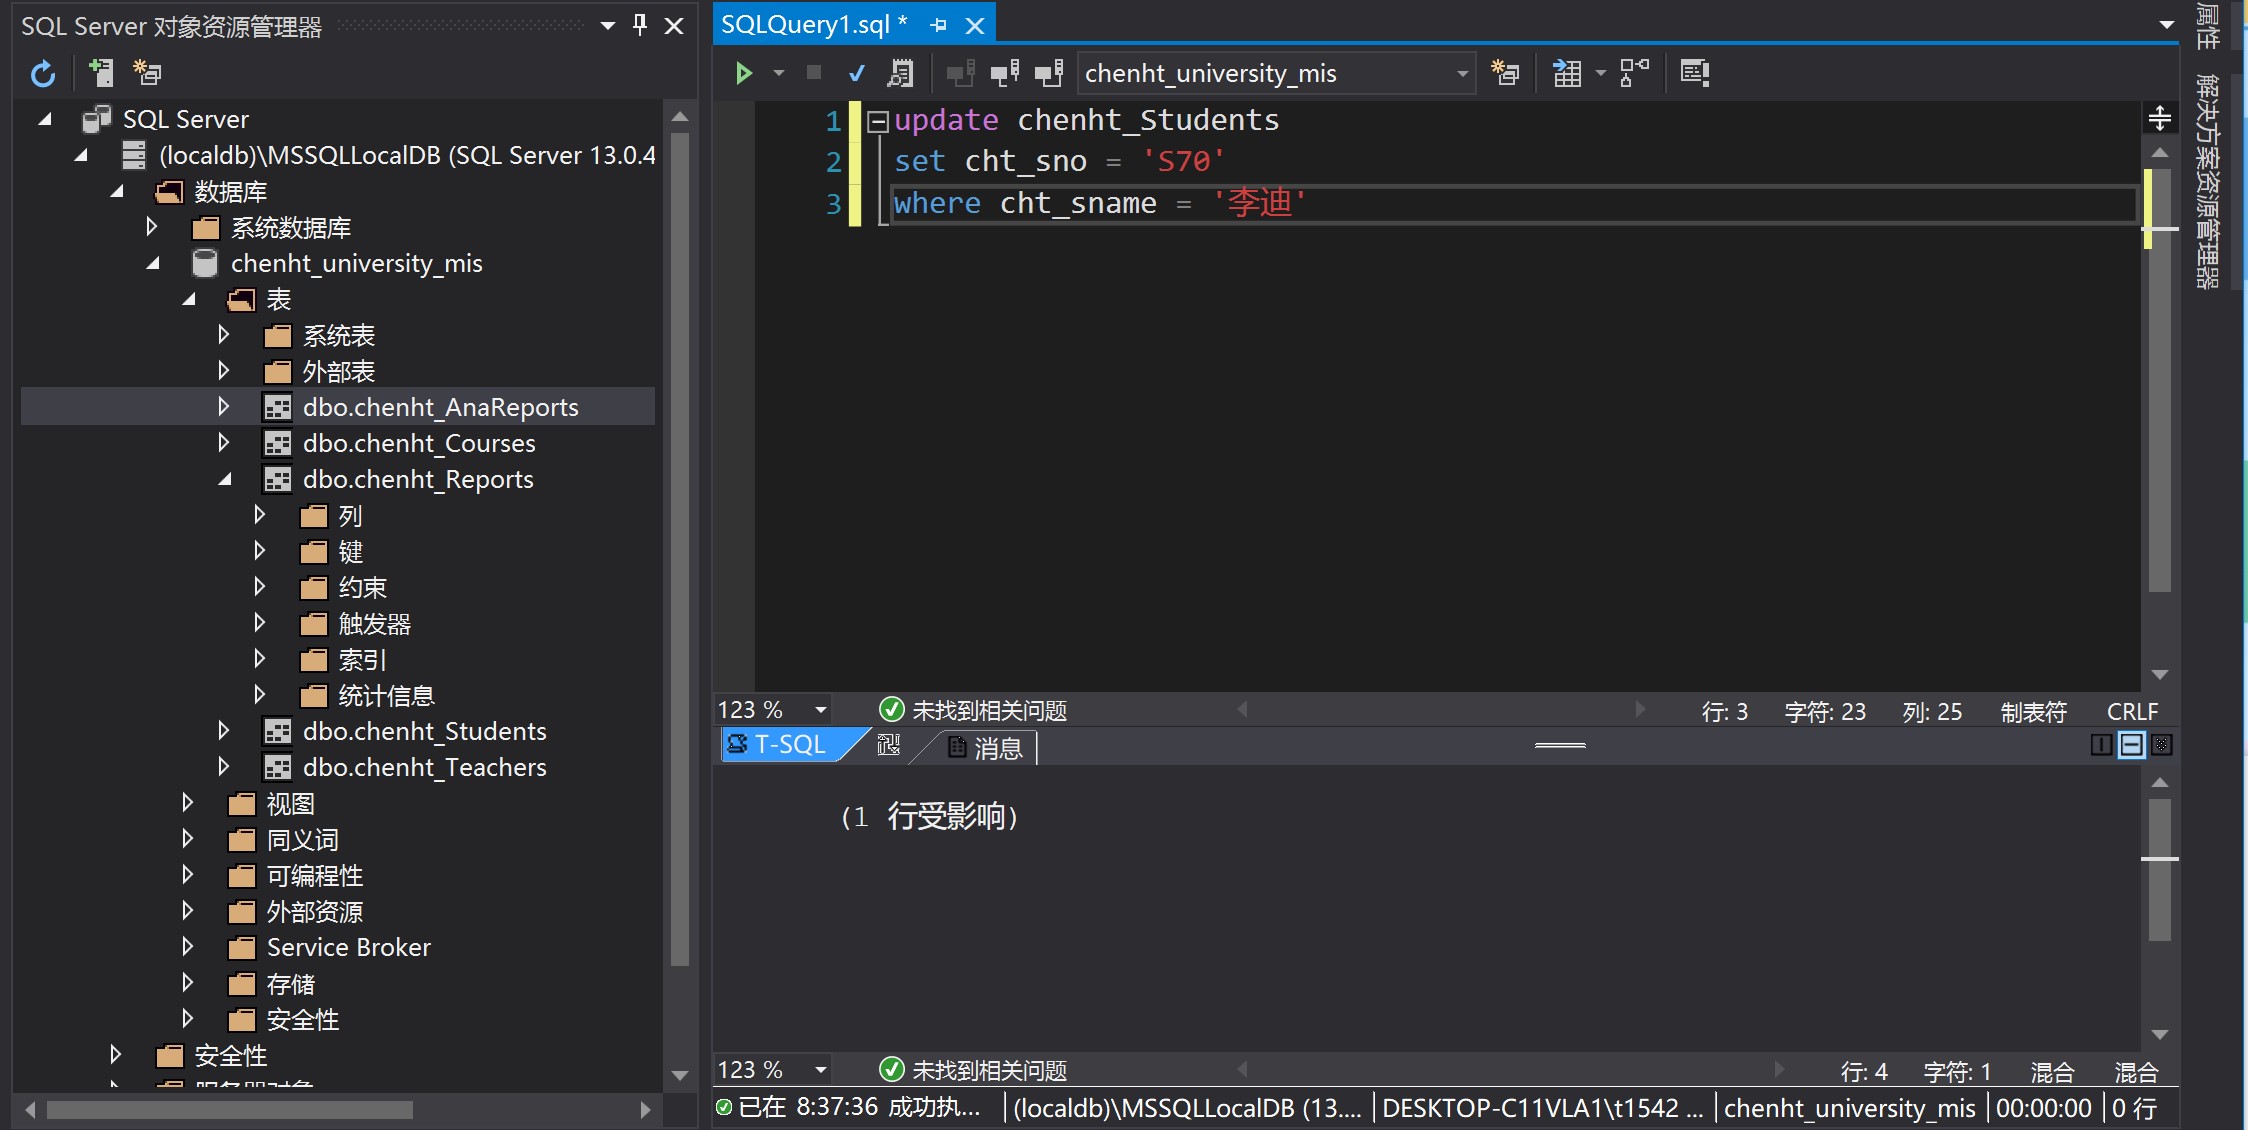 SQL Server 对象资源管理器
SQL Server
(localdb)\MSSQLLocalDB (SQL Server 13.0.4
数据库
系统数据库
chenht_university_mis
表
系统表
外部表
dbo.chenht_AnaReports
dbo.chenht_Courses
dbo.chenht_Reports
列
键
约束
触发器
索引
统计信息
dbo.chenht_Students
dbo.chenht_Teachers
视图
同义词
可编程性
外部资源
Service Broker
存储
安全性
安全性
服务器对象
SQLQuery1.sql *
chenht_university_mis
1 update chenht_Students
2 set cht_sno = 'S70'
3 where cht_sname = '李迪'
123 % 未找到相关问题 行: 3 字符: 23 列: 25 制表符 CRLF
T-SQL 消息
(1 行受影响)
123 % 未找到相关问题 行: 4 字符: 1 混合 混合
已在 8:37:36 成功执... (localdb)\MSSQLLocalDB (13.... DESKTOP-C11VLA1\t1542 ... chenht_university_mis 00:00:00 0 行
属性
解决方案资源管理器